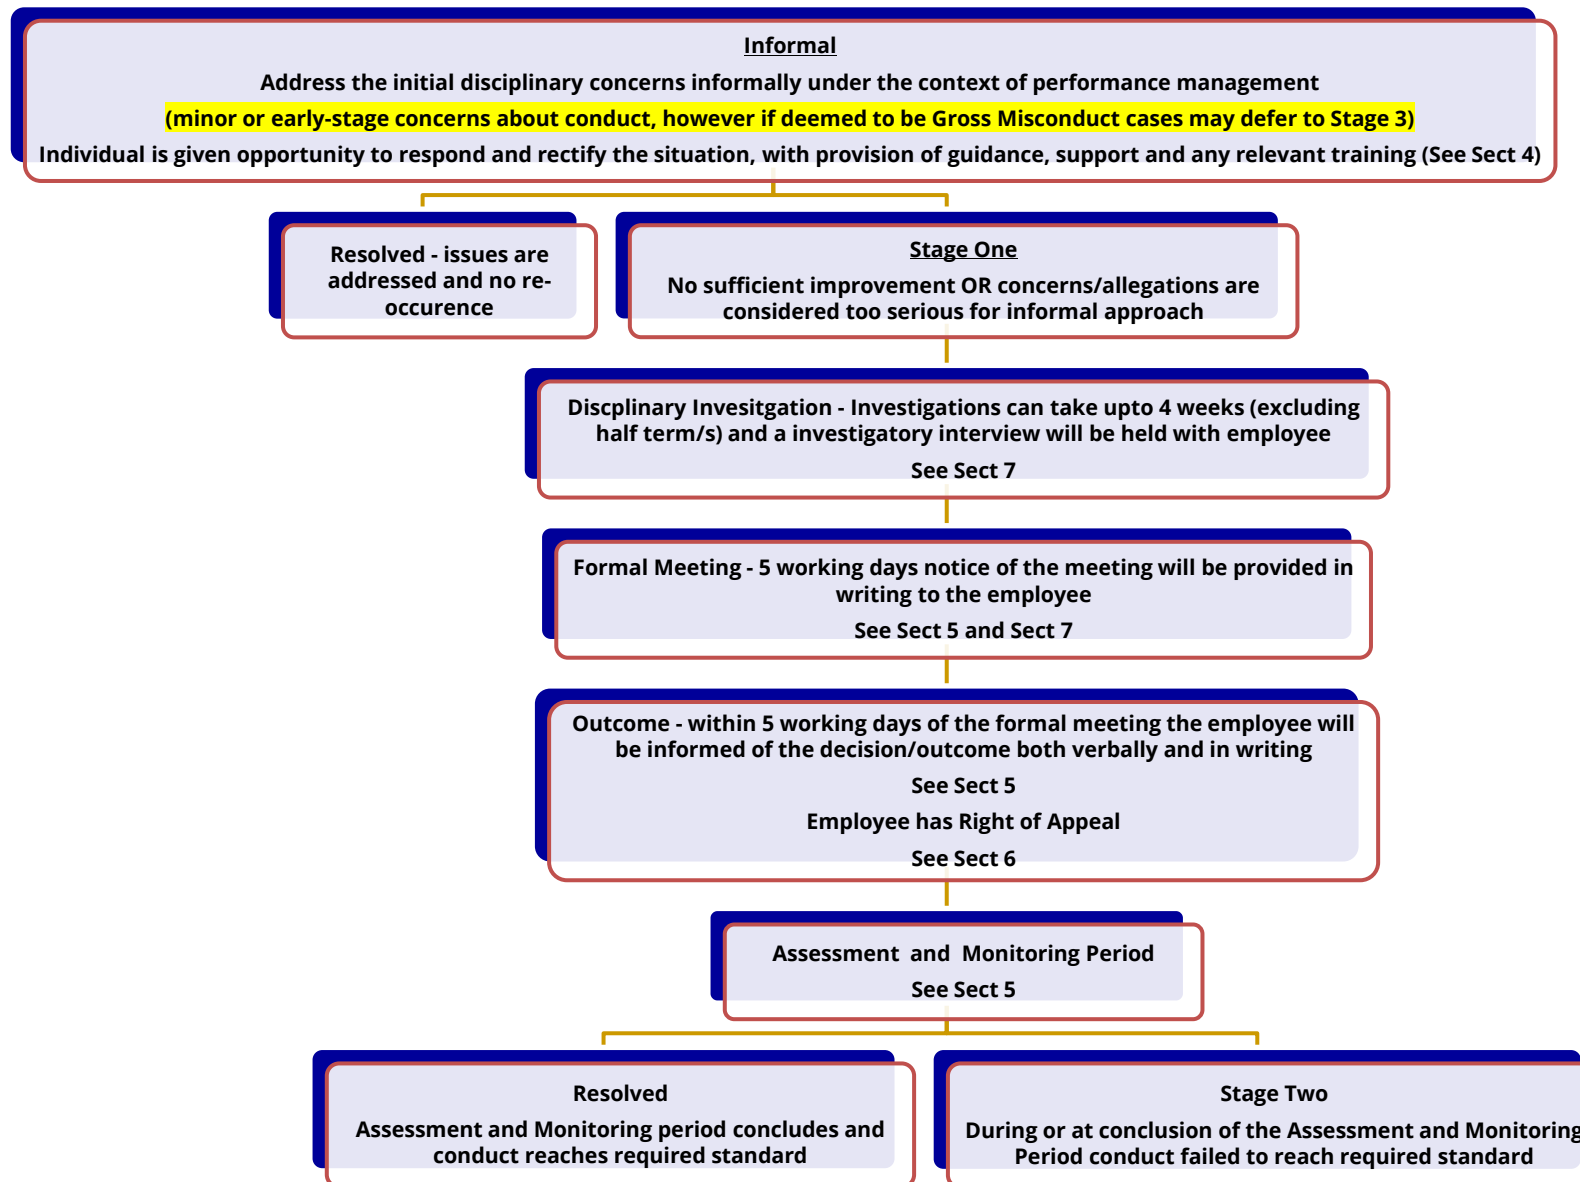 Informal
Address the initial disciplinary concerns informally under the context of performance management
(minor or early-stage concerns about conduct, however if deemed to be Gross Misconduct cases may defer to Stage 3)
Individual is given opportunity to respond and rectify the situation, with provision of guidance, support and any relevant training (See Sect 4)
Resolved - issues are
addressed and no re-
occurence
Stage One
No sufficient improvement OR concerns/allegations are
considered too serious for informal approach
Discplinary Invesitgation - Investigations can take upto 4 weeks (excluding
half term/s) and a investigatory interview will be held with employee
See Sect 7
Formal Meeting - 5 working days notice of the meeting will be provided in
writing to the employee
See Sect 5 and Sect 7
Outcome - within 5 working days of the formal meeting the employee will
be informed of the decision/outcome both verbally and in writing
See Sect 5
Employee has Right of Appeal
See Sect 6
Assessment and Monitoring Period
See Sect 5
Resolved
Assessment and Monitoring period concludes and
conduct reaches required standard
Stage Two
During or at conclusion of the Assessment and Monitoring
Period conduct failed to reach required standard